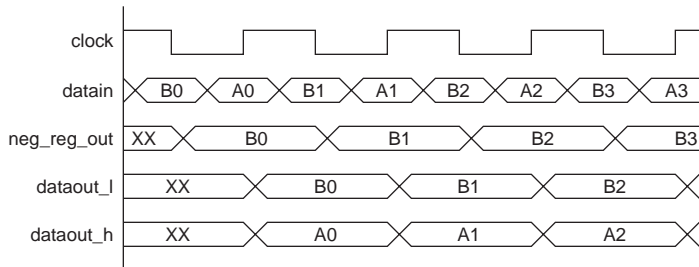 clock
datain B0 A0 B1 A1 B2 A2 B3 A3
neg_reg_out XX B0 B1 B2 B3
dataout_l XX B0 B1 B2
dataout_h XX A0 A1 A2